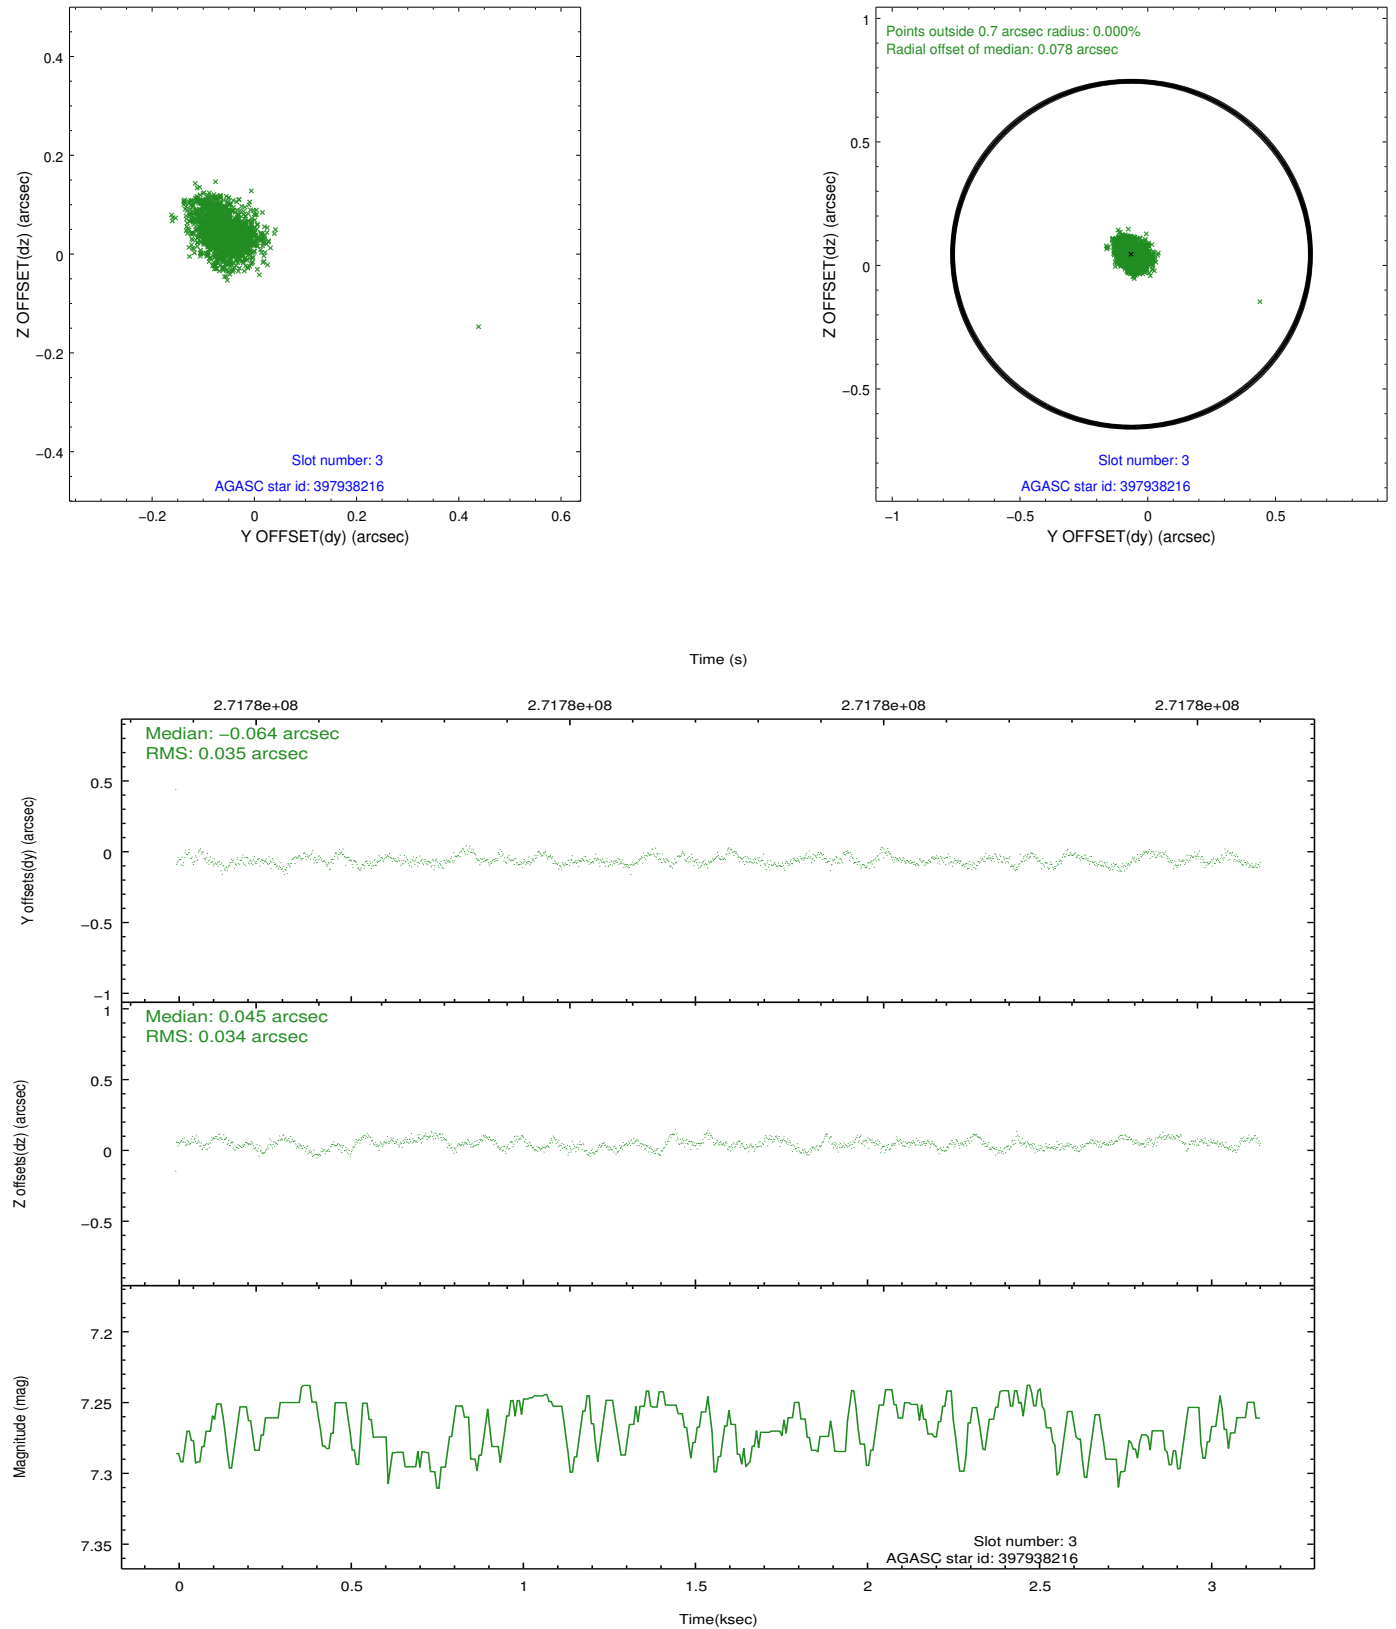 0.4
0.2
0
−0.2
−0.4
Z OFFSET(dz) (arcsec)
Slot number: 3
AGASC star id: 397938216
−0.2 0 0.2 0.4 0.6
Y OFFSET(dy) (arcsec)
Points outside 0.7 arcsec radius: 0.000%
Radial offset of median: 0.078 arcsec
1
0.5
0
−0.5
Z OFFSET(dz) (arcsec)
Slot number: 3
AGASC star id: 397938216
−1 −0.5 0 0.5
Y OFFSET(dy) (arcsec)
Time (s)
2.7178e+08 2.7178e+08 2.7178e+08 2.7178e+08
Median: −0.064 arcsec
RMS: 0.035 arcsec
0.5
0
−0.5
−1
Y offsets(dy) (arcsec)
Median: 0.045 arcsec
RMS: 0.034 arcsec
1
0.5
0
−0.5
Z offsets(dz) (arcsec)
7.2
7.25
7.3
7.35
Magnitude (mag)
Slot number: 3
AGASC star id: 397938216
0 0.5 1 1.5 2 2.5 3
Time(ksec)